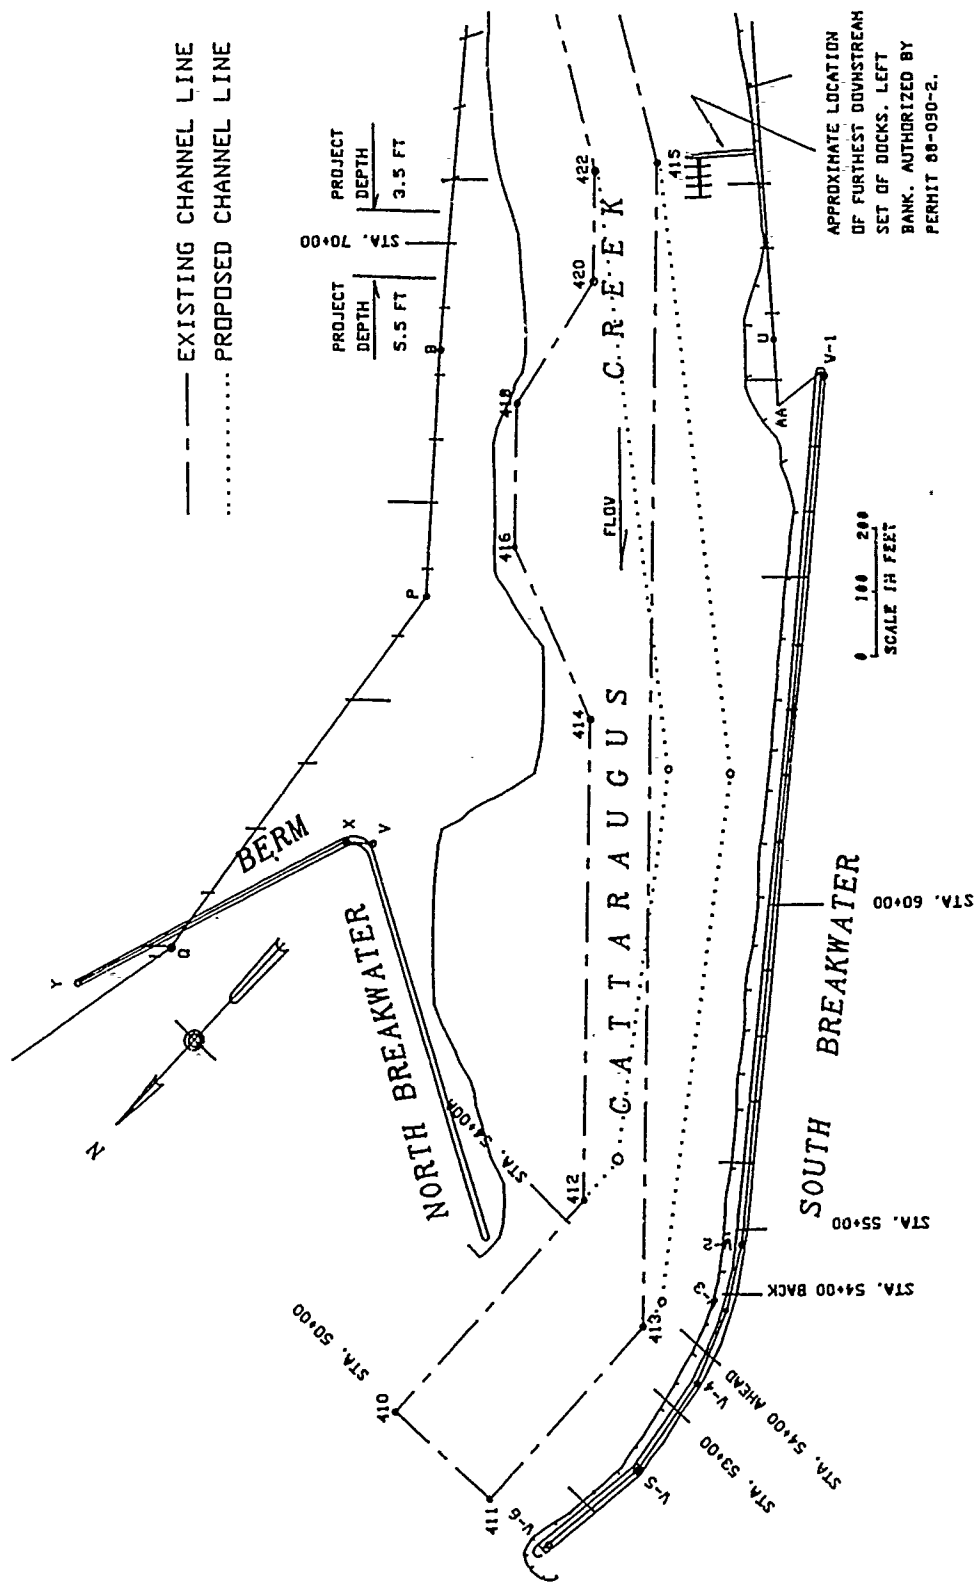 — - — EXISTING CHANNEL LINE
.......... PROPOSED CHANNEL LINE
PROJECT
DEPTH
5.5 FT
PROJECT
DEPTH
3.5 FT
STA. 70+00
B
P
Q
Y
X
V
BERM
N
NORTH BREAKWATER
STA. 54+00A
STA. 50+00
410
411
412
413
414
416
418
420
422
415
CATTARAUGUS CREEK
FLOW
APPROXIMATE LOCATION
OF FURTHEST DOWNSTREAM
SET OF DOCKS. LEFT
BANK. AUTHORIZED BY
PERMIT 88-090-2.
U
AA
V-1
0 100 200
SCALE IN FEET
SOUTH BREAKWATER
STA. 60+00
STA. 55+00
STA. 54+00 BACK
STA. 54+00 AHEAD
STA. 53+00
V-2
V-3
V-4
V-5
V-6